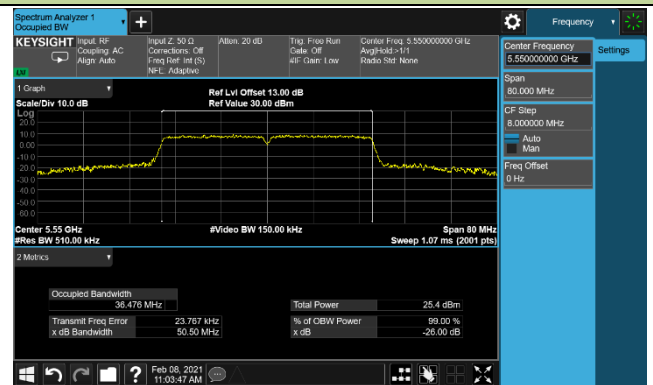 Spectrum Analyzer 1
Occupied BW
Frequency
KEYSIGHT
Input: RF
Coupling: AC
Align: Auto
Input Z: 50 Ω
Corrections: Off
Freq Ref: Int (S)
NFE: Adaptive
Atten: 20 dB
Trig: Free Run
Gate: Off
#IF Gain: Low
Center Freq: 5.550000000 GHz
Avg|Hold:>1/1
Radio Std: None
LXI
Center Frequency
5.550000000 GHz
Settings
Span
80.000 MHz
CF Step
8.000000 MHz
Auto
Man
Freq Offset
0 Hz
1 Graph
Scale/Div 10.0 dB
Ref Lvl Offset 13.00 dB
Ref Value 30.00 dBm
Log
20.0
10.0
0.00
-10.0
-20.0
-30.0
-40.0
-50.0
-60.0
Center 5.55 GHz
#Res BW 510.00 kHz
#Video BW 150.00 kHz
Span 80 MHz
Sweep 1.07 ms (2001 pts)
2 Metrics
Occupied Bandwidth
36.476 MHz
Total Power 25.4 dBm
Transmit Freq Error 23.767 kHz
% of OBW Power 99.00 %
x dB Bandwidth 50.50 MHz
x dB -26.00 dB
Feb 08, 2021
11:03:47 AM